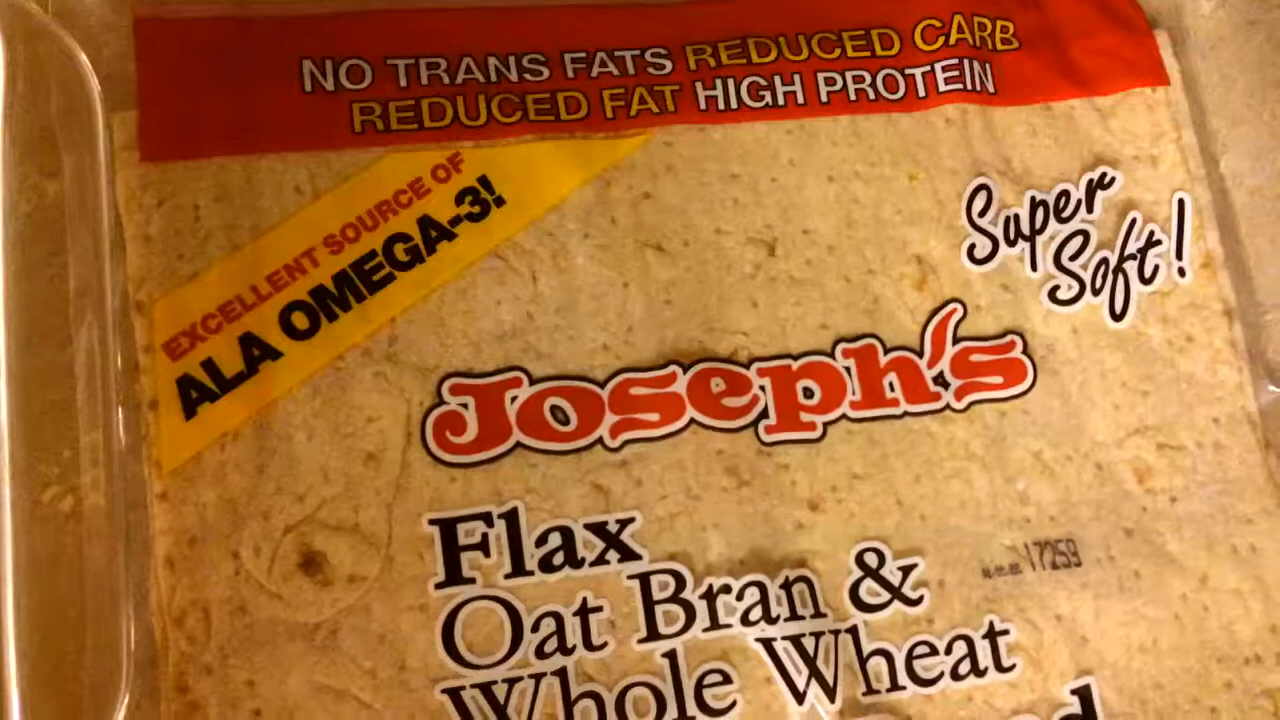 NO TRANS FATS REDUCED CARB
REDUCED FAT HIGH PROTEIN
EXCELLENT SOURCE OF
ALA OMEGA-3!
Super
Soft!
Joseph's
Flax
Oat Bran &
17259
Whole Wheat